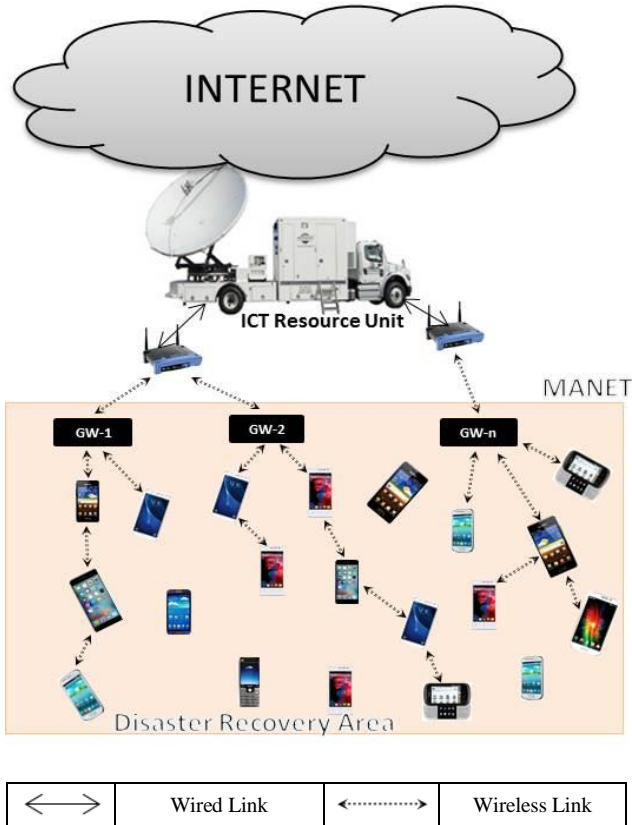 INTERNET
ICT Resource Unit
MANET
GW-1
GW-2
GW-n
Disaster Recovery Area
Wired Link
Wireless Link